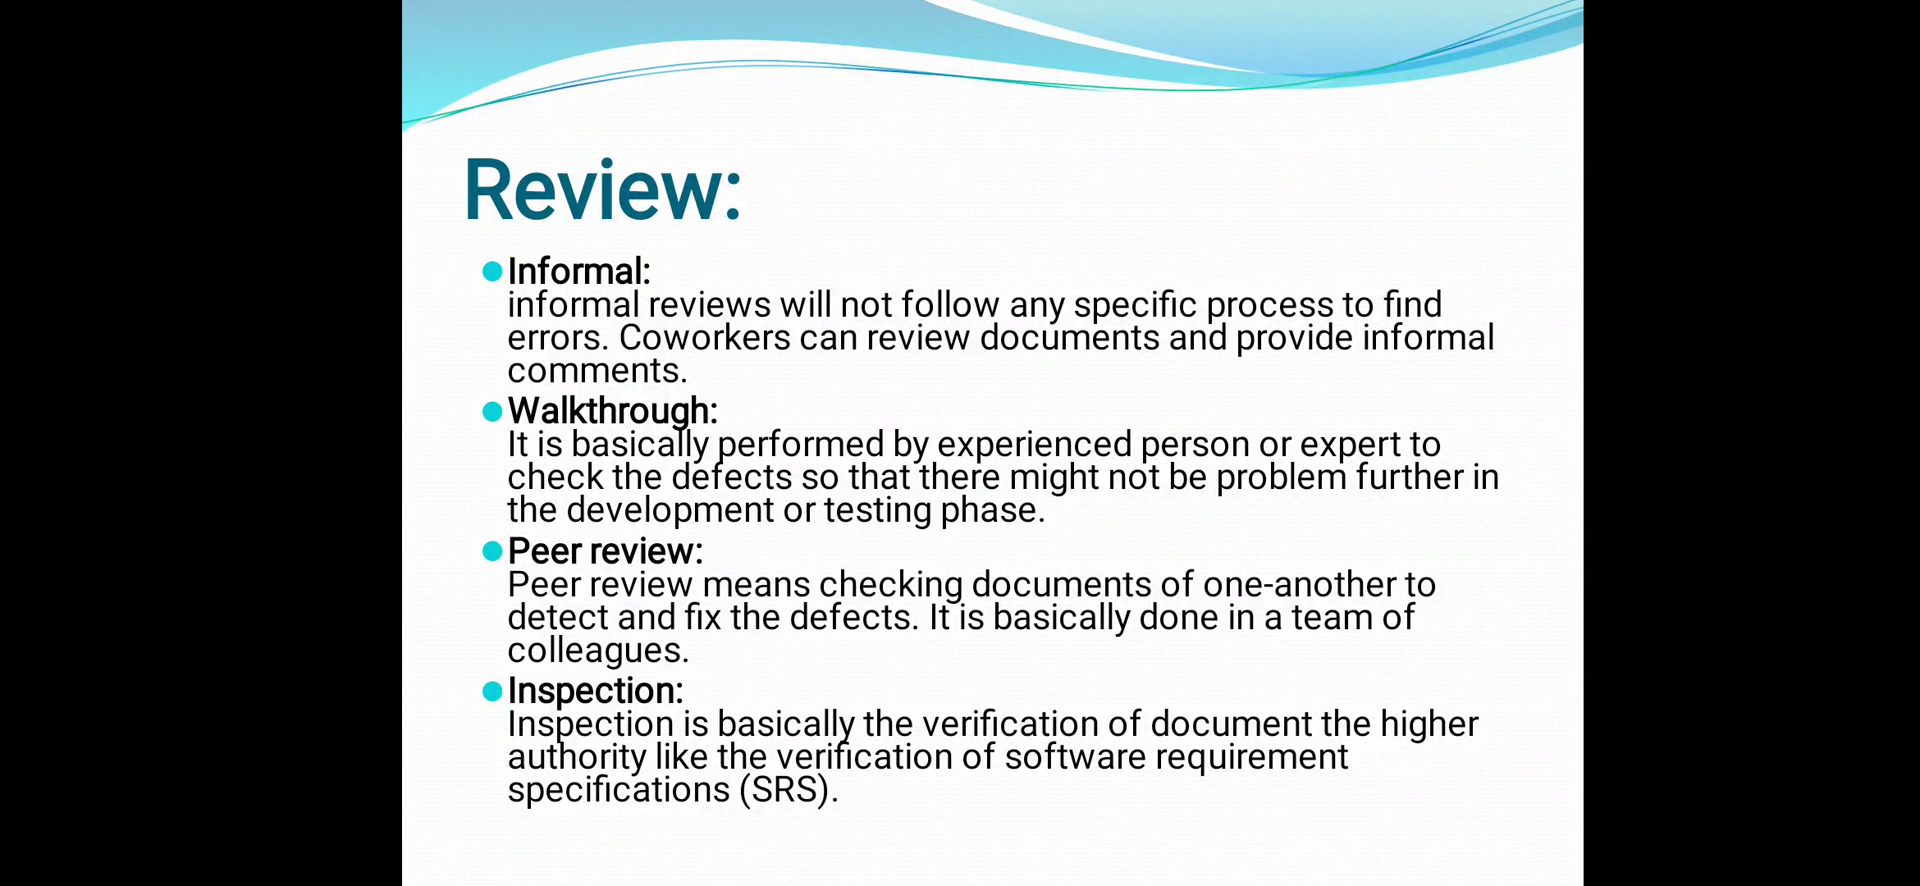 Review:
Informal:
informal reviews will not follow any specific process to find
errors. Coworkers can review documents and provide informal
comments.
Walkthrough:
It is basically performed by experienced person or expert to
check the defects so that there might not be problem further in
the development or testing phase.
Peer review:
Peer review means checking documents of one-another to
detect and fix the defects. It is basically done in a team of
colleagues.
Inspection:
Inspection is basically the verification of document the higher
authority like the verification of software requirement
specifications (SRS).